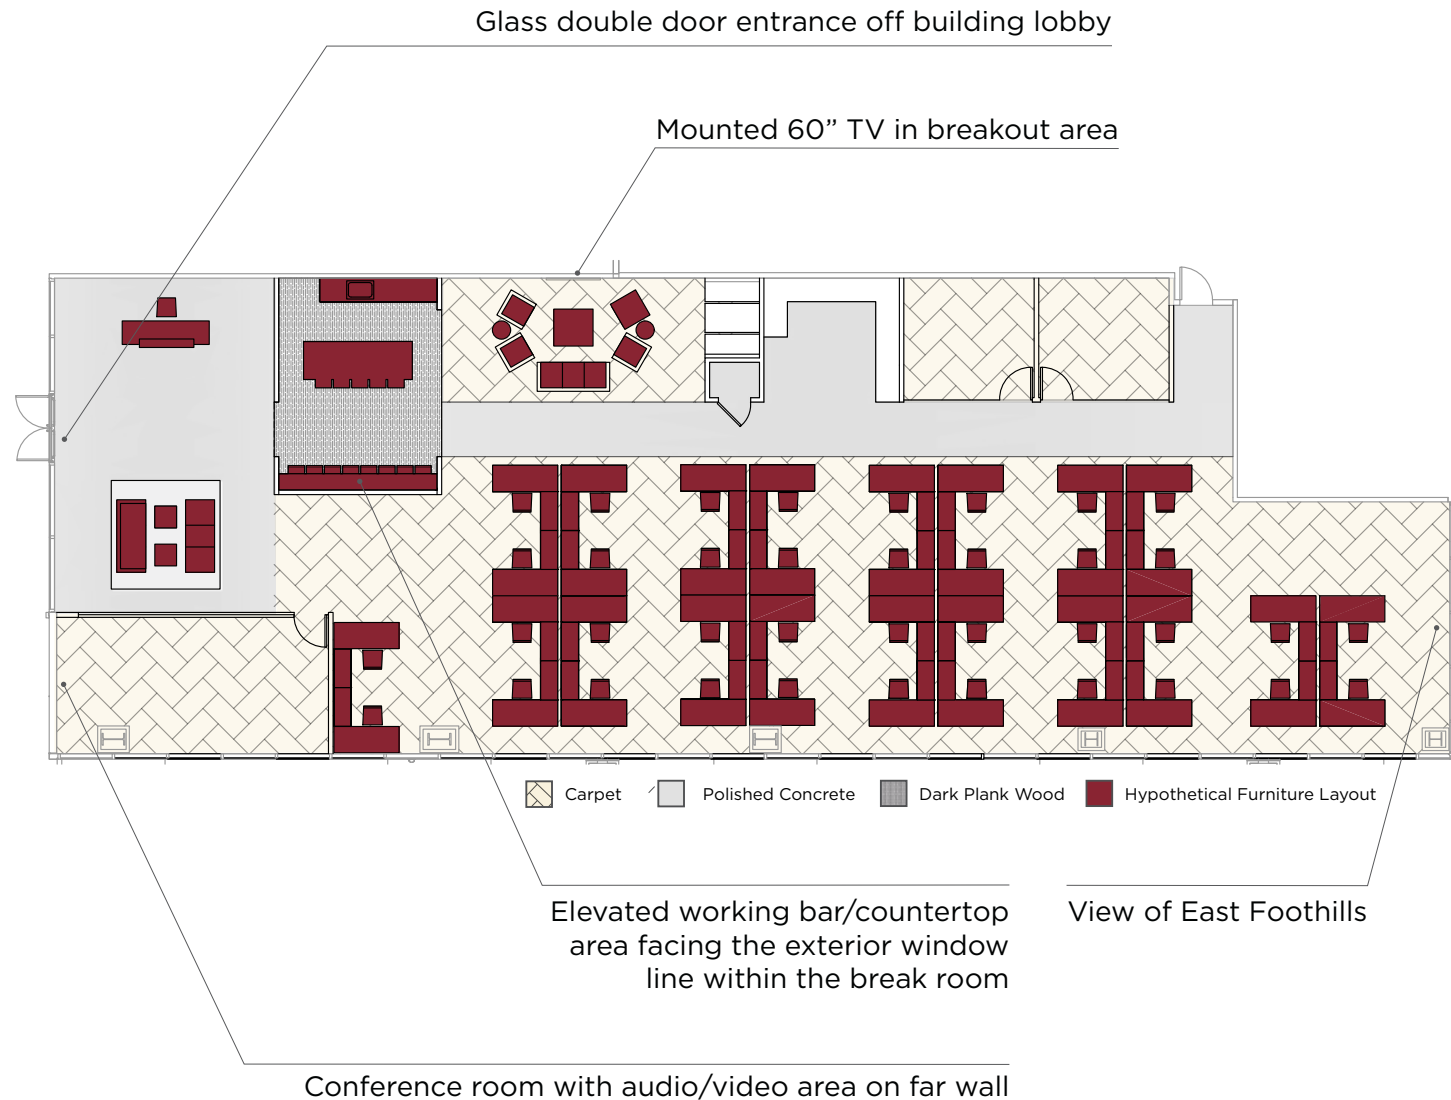 Glass double door entrance off building lobby
Mounted 60” TV in breakout area
Carpet
Polished Concrete
Dark Plank Wood
Hypothetical Furniture Layout
Elevated working bar/countertop
area facing the exterior window
line within the break room
View of East Foothills
Conference room with audio/video area on far wall